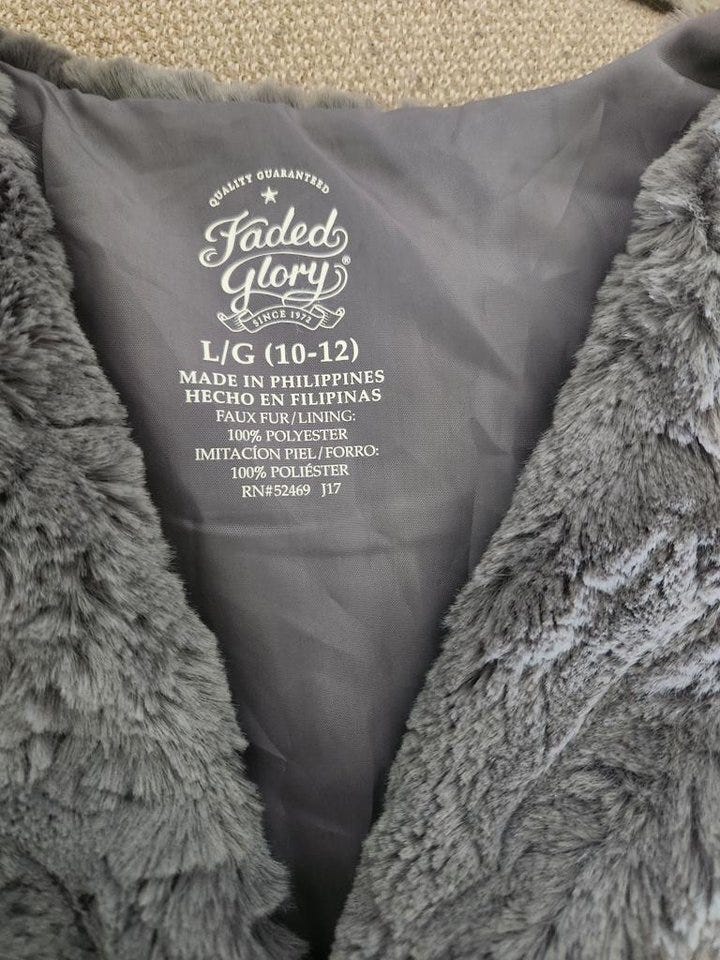 QUALITY GUARANTEED
Faded
Glory®
SINCE 1972
L/G (10-12)
MADE IN PHILIPPINES
HECHO EN FILIPINAS
FAUX FUR/LINING:
100% POLYESTER
IMITACÍON PIEL/FORRO:
100% POLIÉSTER
RN#52469 J17